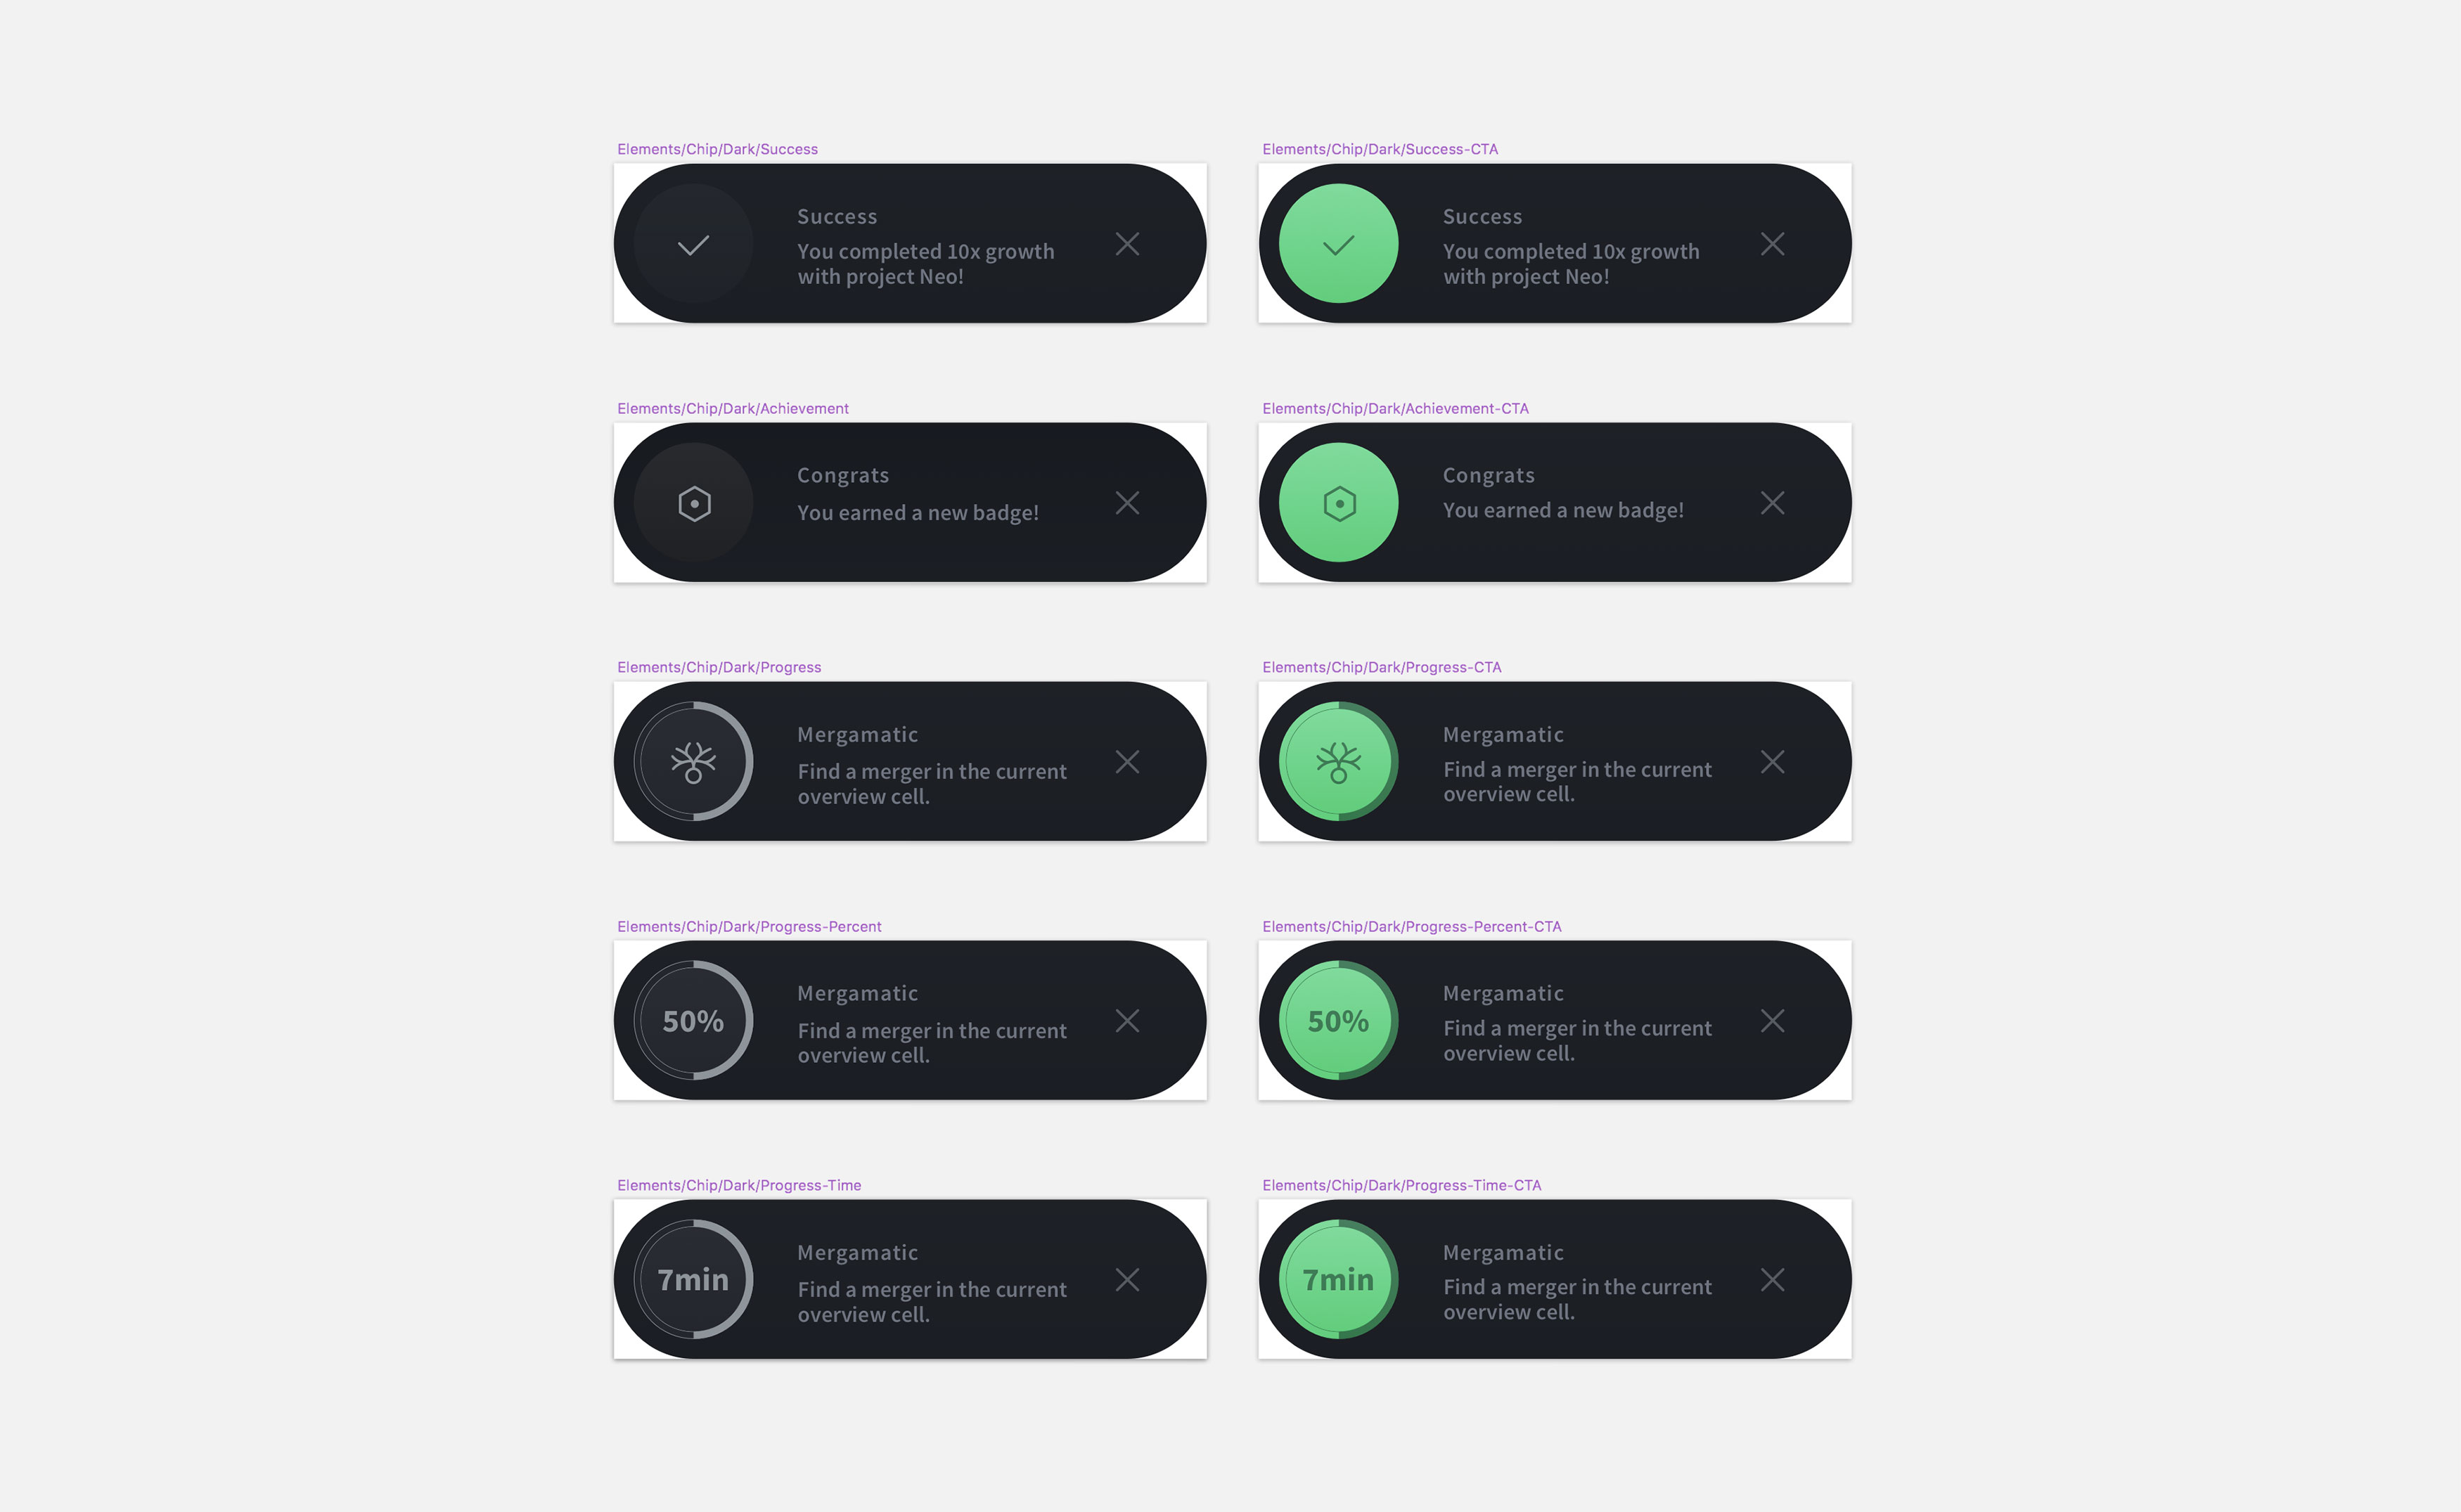 Elements/Chip/Dark/Success
Success
You completed 10x growth
with project Neo!
Elements/Chip/Dark/Success-CTA
Success
You completed 10x growth
with project Neo!
Elements/Chip/Dark/Achievement
Congrats
You earned a new badge!
Elements/Chip/Dark/Achievement-CTA
Congrats
You earned a new badge!
Elements/Chip/Dark/Progress
Mergamatic
Find a merger in the current
overview cell.
Elements/Chip/Dark/Progress-CTA
Mergamatic
Find a merger in the current
overview cell.
Elements/Chip/Dark/Progress-Percent
50%
Mergamatic
Find a merger in the current
overview cell.
Elements/Chip/Dark/Progress-Percent-CTA
50%
Mergamatic
Find a merger in the current
overview cell.
Elements/Chip/Dark/Progress-Time
7min
Mergamatic
Find a merger in the current
overview cell.
Elements/Chip/Dark/Progress-Time-CTA
7min
Mergamatic
Find a merger in the current
overview cell.